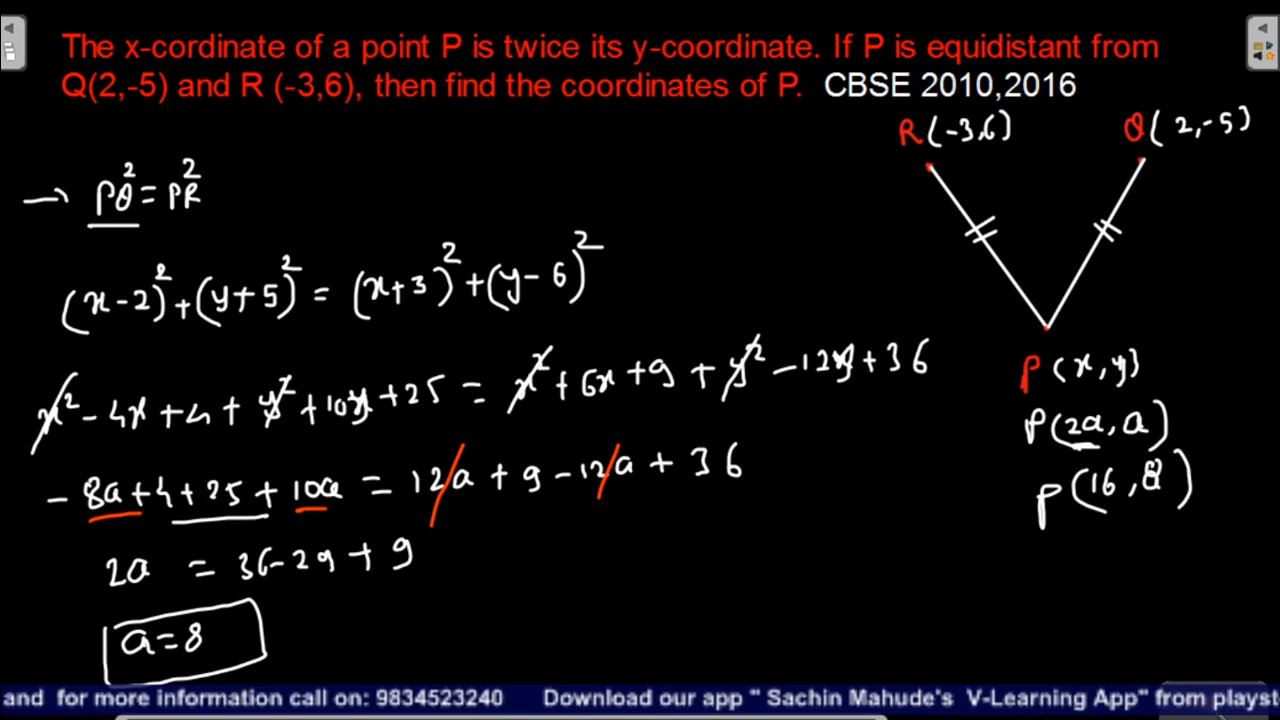 The x-cordinate of a point P is twice its y-coordinate. If P is equidistant from
Q(2,-5) and R (-3,6), then find the coordinates of P. CBSE 2010,2016
R(-3,6) Q(2,-5)
→ PQ² = PR²
(x-2)² + (y+5)² = (x+3)² + (y-6)²
x² - 4x + 4 + y² + 10y + 25 = x² + 6x + 9 + y² - 12y + 36
P(x,y)
P(2a, a)
- 8a + 4 + 25 + 10a = 12a + 9 - 12a + 36
P(16, 8)
2a = 36 - 29 + 9
a = 8
and for more information call on: 9834523240 Download our app " Sachin Mahude's V-Learning App" from playst